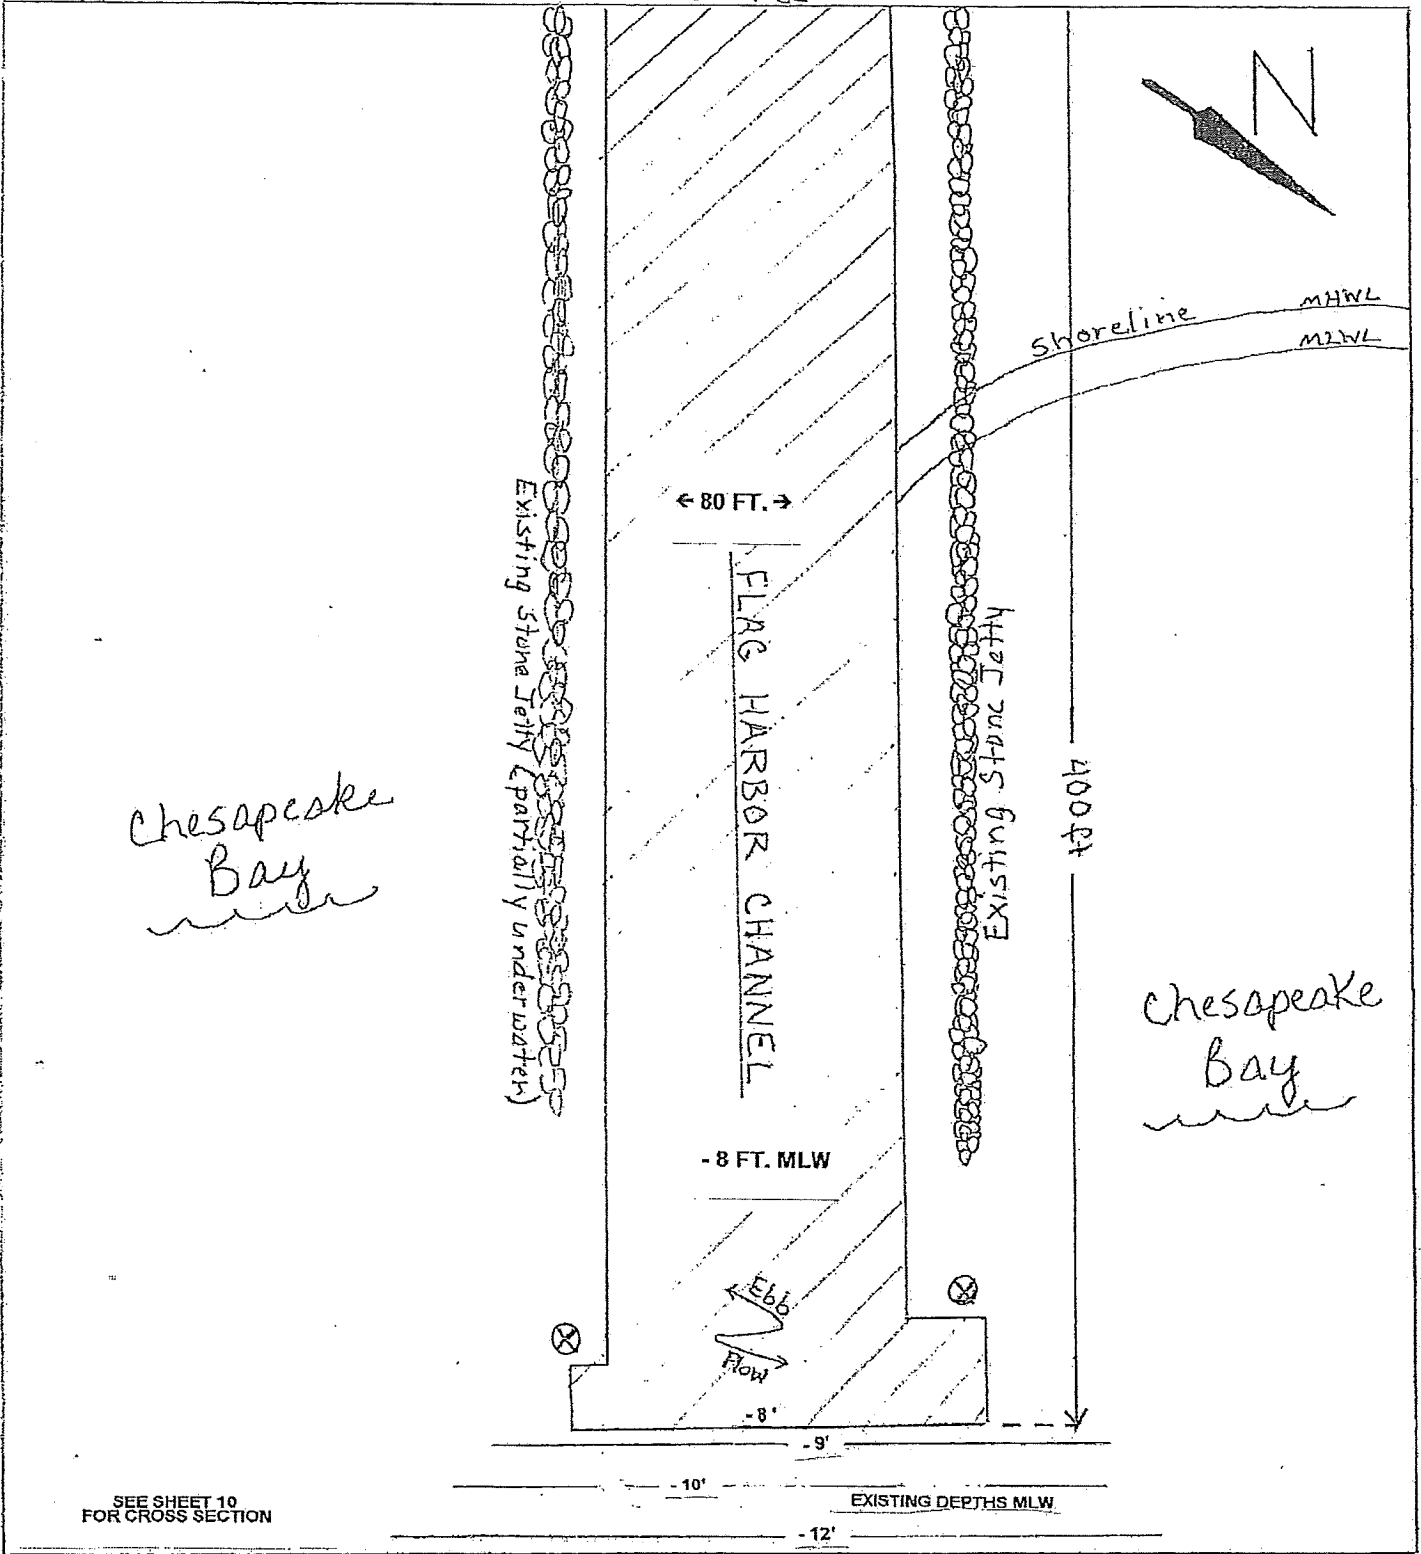 N
MHWL
shoreline
MLWL
← 80 FT. →
Existing Stone Jetty (partially underwater)
FLAG HARBOR CHANNEL
Existing Stone Jetty
400ft
Chesapeake
Bay
Chesapeake
Bay
- 8 FT. MLW
Ebb
Flow
- 8'
- 9'
- 10'
SEE SHEET 10
FOR CROSS SECTION
EXISTING DEPTHS MLW
- 12'